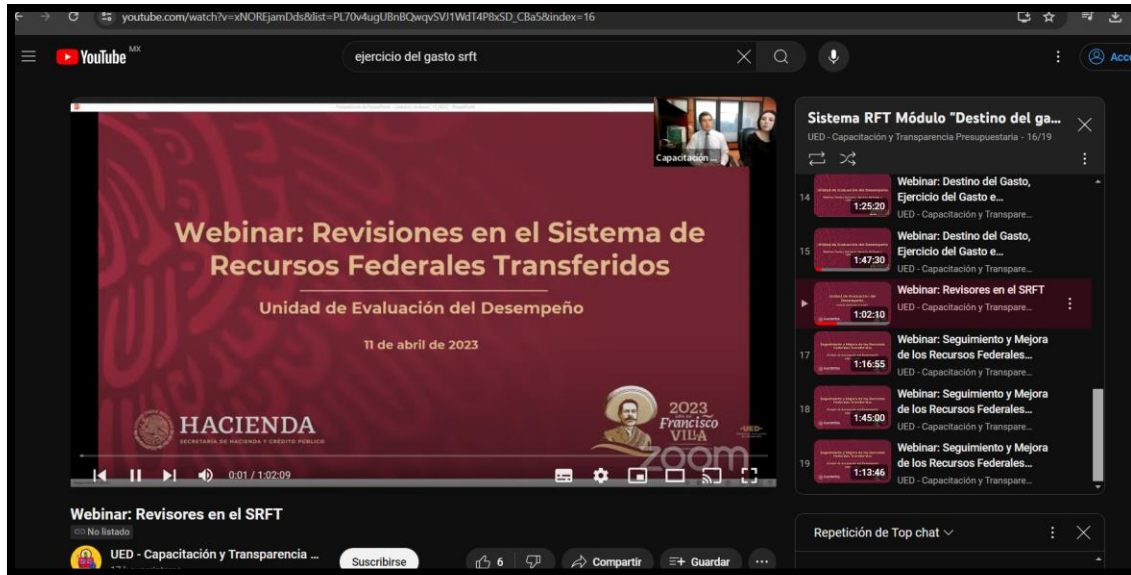 youtube.com/watch?v=xNOREjamDds&list=PL70v4ugUBnBQwqvSVJ1WdT4P8xSD_CBa5&index=16
YouTube MX
ejercicio del gasto srft
Acce
Capacitación ...
Webinar: Revisiones en el Sistema de
Recursos Federales Transferidos
Unidad de Evaluación del Desempeño
11 de abril de 2023
HACIENDA
SECRETARÍA DE HACIENDA Y CRÉDITO PÚBLICO
2023
Francisco
VILLA
-UED-
zoom
0:01 / 1:02:09
Webinar: Revisores en el SRFT
No listado
UED - Capacitación y Transparencia ...
Suscribirse
6
Compartir
Guardar
Sistema RFT Módulo "Destino del ga...
UED - Capacitación y Transparencia Presupuestaria - 16/19
14
1:25:20
Webinar: Destino del Gasto,
Ejercicio del Gasto e...
UED - Capacitación y Transpare...
15
1:47:30
Webinar: Destino del Gasto,
Ejercicio del Gasto e...
UED - Capacitación y Transpare...
1:02:10
Webinar: Revisores en el SRFT
UED - Capacitación y Transpare...
17
1:16:55
Webinar: Seguimiento y Mejora
de los Recursos Federales...
UED - Capacitación y Transpare...
18
1:45:00
Webinar: Seguimiento y Mejora
de los Recursos Federales...
UED - Capacitación y Transpare...
19
1:13:46
Webinar: Seguimiento y Mejora
de los Recursos Federales...
UED - Capacitación y Transpare...
Repetición de Top chat